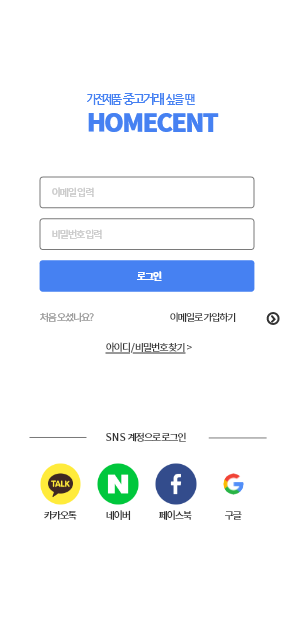 가전제품 중고거래 싶을 땐
HOMECENT
이메일 입력
비밀번호 입력
로그인
처음 오셨나요? 이메일로 가입하기
아이디/비밀번호 찾기 >
SNS 계정으로 로그인
TALK N f G
카카오톡 네이버 페이스북 구글